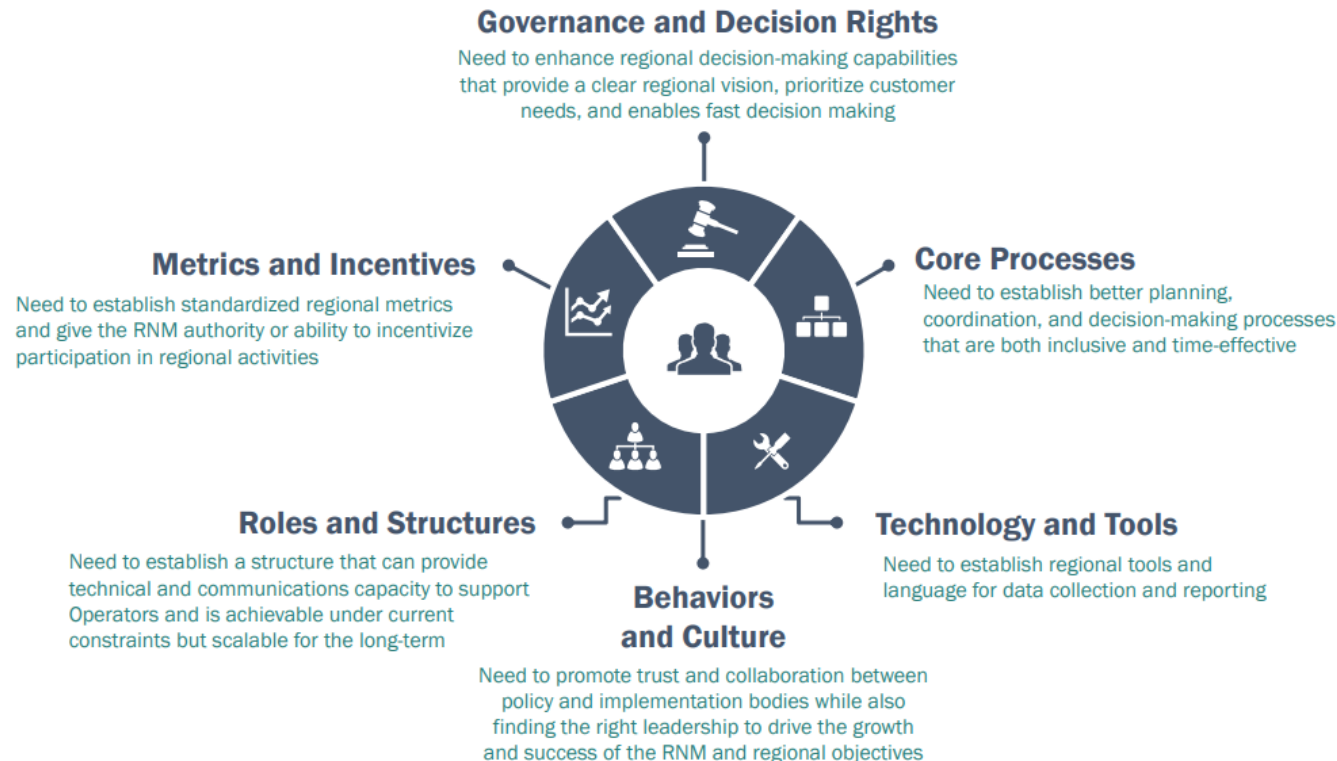 Governance and Decision Rights
Need to enhance regional decision-making capabilities
that provide a clear regional vision, prioritize customer
needs, and enables fast decision making
Metrics and Incentives
Need to establish standardized regional metrics
and give the RNM authority or ability to incentivize
participation in regional activities
Core Processes
Need to establish better planning,
coordination, and decision-making processes
that are both inclusive and time-effective
Roles and Structures
Need to establish a structure that can provide
technical and communications capacity to support
Operators and is achievable under current
constraints but scalable for the long-term
Technology and Tools
Need to establish regional tools and
language for data collection and reporting
Behaviors
and Culture
Need to promote trust and collaboration between
policy and implementation bodies while also
finding the right leadership to drive the growth
and success of the RNM and regional objectives